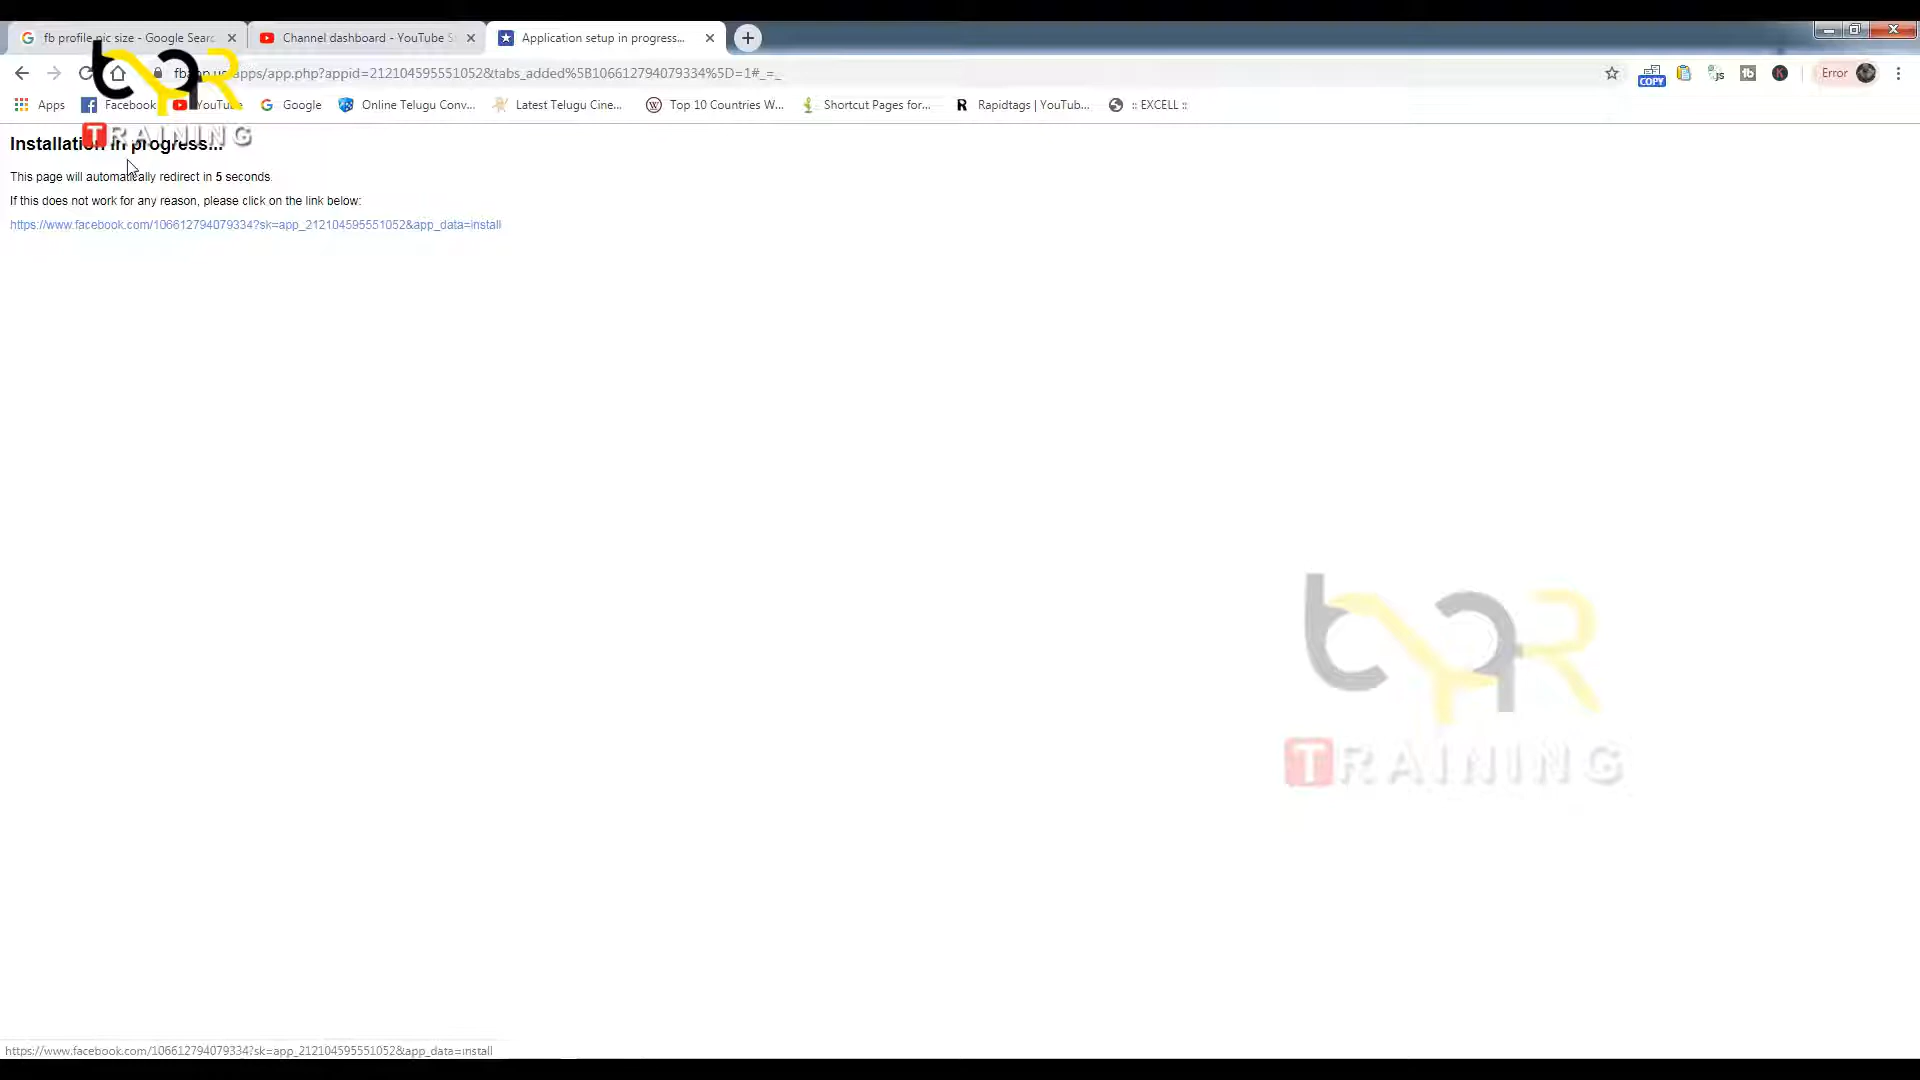 fb profile pic size - Google Searc
Channel dashboard - YouTube S
Application setup in progress...
apps/app.php?appid=212104595551052&tabs_added%5B106612794079334%5D=1#_=_
COPY
Error
Apps
Facebook
YouTube
Google
Online Telugu Conv...
Latest Telugu Cine...
Top 10 Countries W...
Shortcut Pages for...
Rapidtags | YouTub...
:: EXCELL ::
TRAINING
Installation in progress...
This page will automatically redirect in 5 seconds.
If this does not work for any reason, please click on the link below:
https://www.facebook.com/106612794079334?sk=app_212104595551052&app_data=install
TRAINING
https://www.facebook.com/106612794079334?sk=app_212104595551052&app_data=install